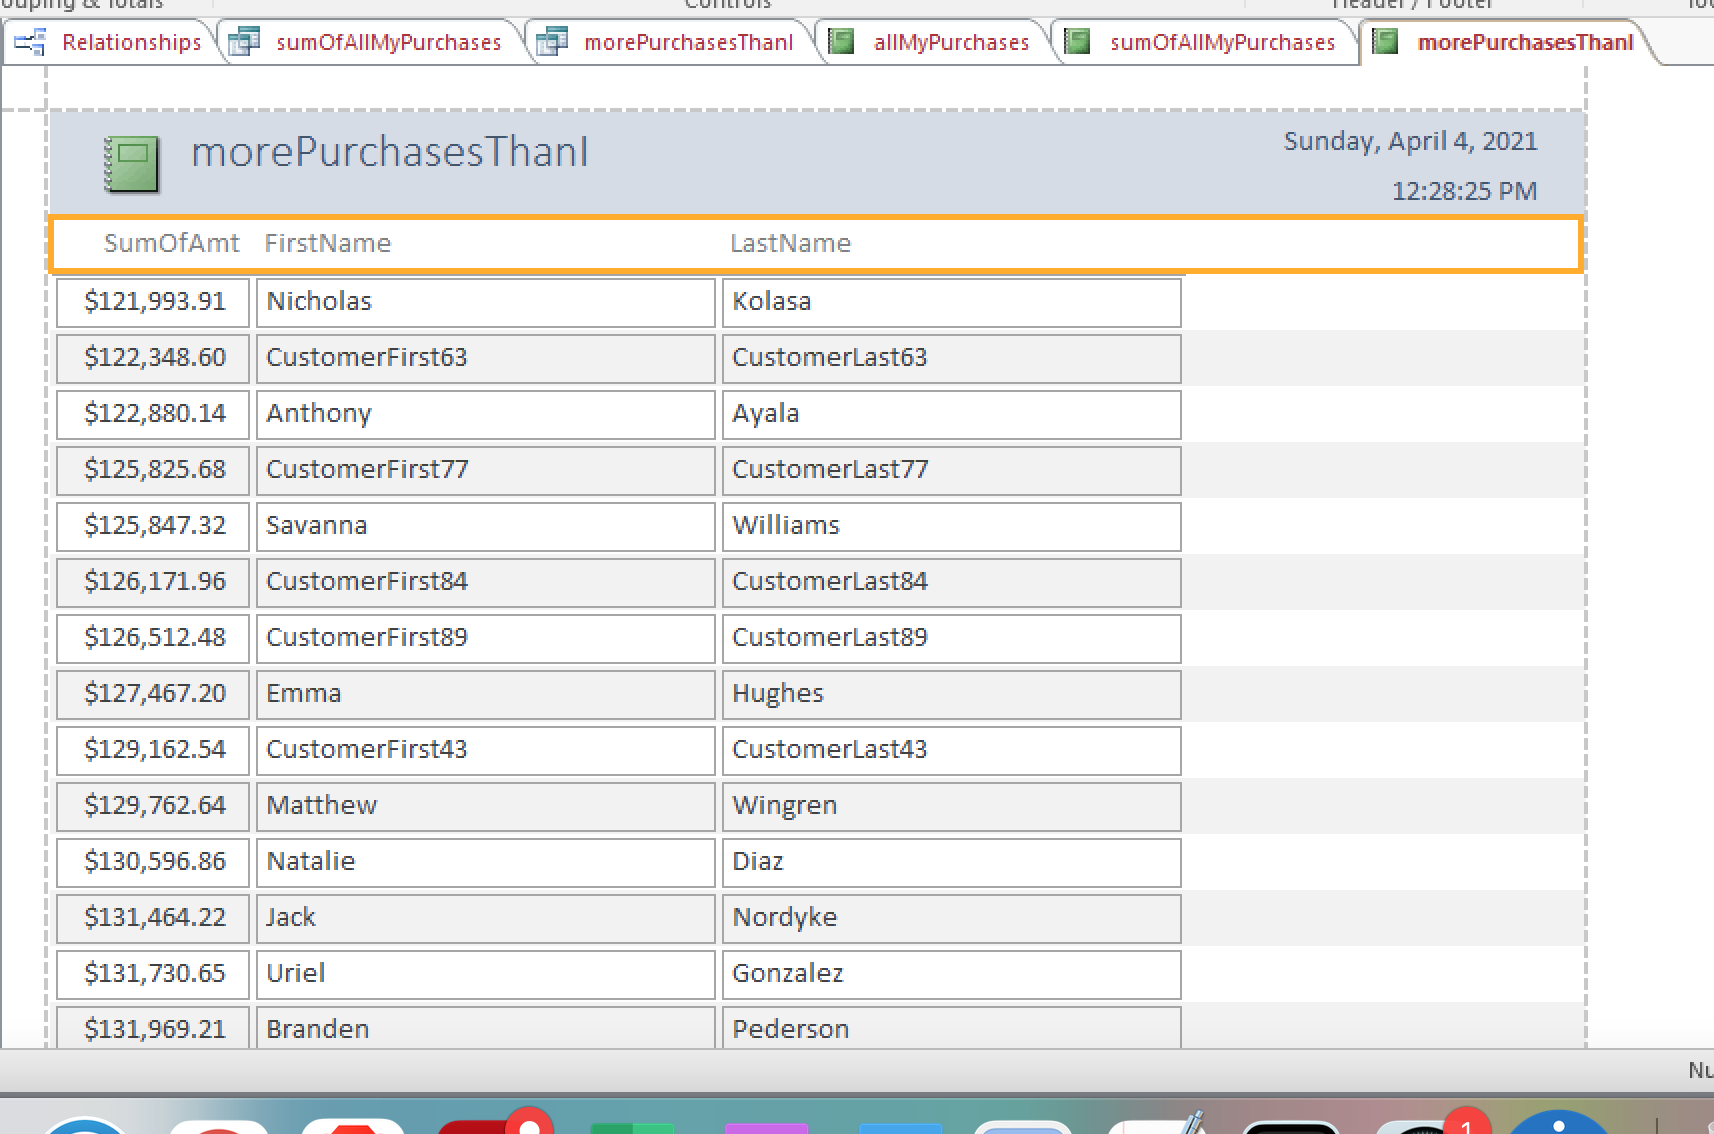 ouping & Totals Controls Header / Footer
Relationships sumOfAllMyPurchases morePurchasesThanI allMyPurchases sumOfAllMyPurchases morePurchasesThanI
morePurchasesThanI Sunday, April 4, 2021
12:28:25 PM
SumOfAmt FirstName LastName
$121,993.91 Nicholas Kolasa
$122,348.60 CustomerFirst63 CustomerLast63
$122,880.14 Anthony Ayala
$125,825.68 CustomerFirst77 CustomerLast77
$125,847.32 Savanna Williams
$126,171.96 CustomerFirst84 CustomerLast84
$126,512.48 CustomerFirst89 CustomerLast89
$127,467.20 Emma Hughes
$129,162.54 CustomerFirst43 CustomerLast43
$129,762.64 Matthew Wingren
$130,596.86 Natalie Diaz
$131,464.22 Jack Nordyke
$131,730.65 Uriel Gonzalez
$131,969.21 Branden Pederson
Nu
1